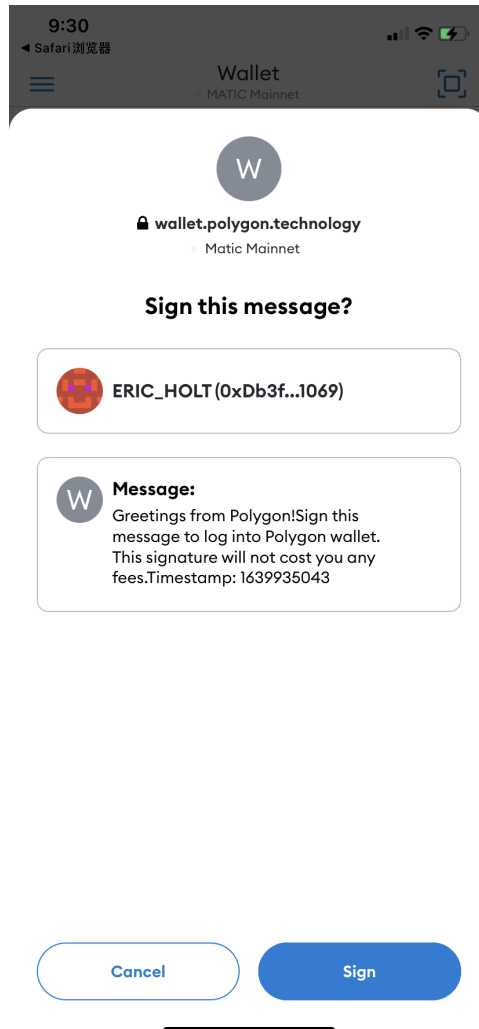 9:30
◀ Safari浏览器
Wallet
MATIC Mainnet
W
wallet.polygon.technology
Matic Mainnet
Sign this message?
ERIC_HOLT (0xDb3f...1069)
W
Message:
Greetings from Polygon!Sign this
message to log into Polygon wallet.
This signature will not cost you any
fees.Timestamp: 1639935043
Cancel
Sign